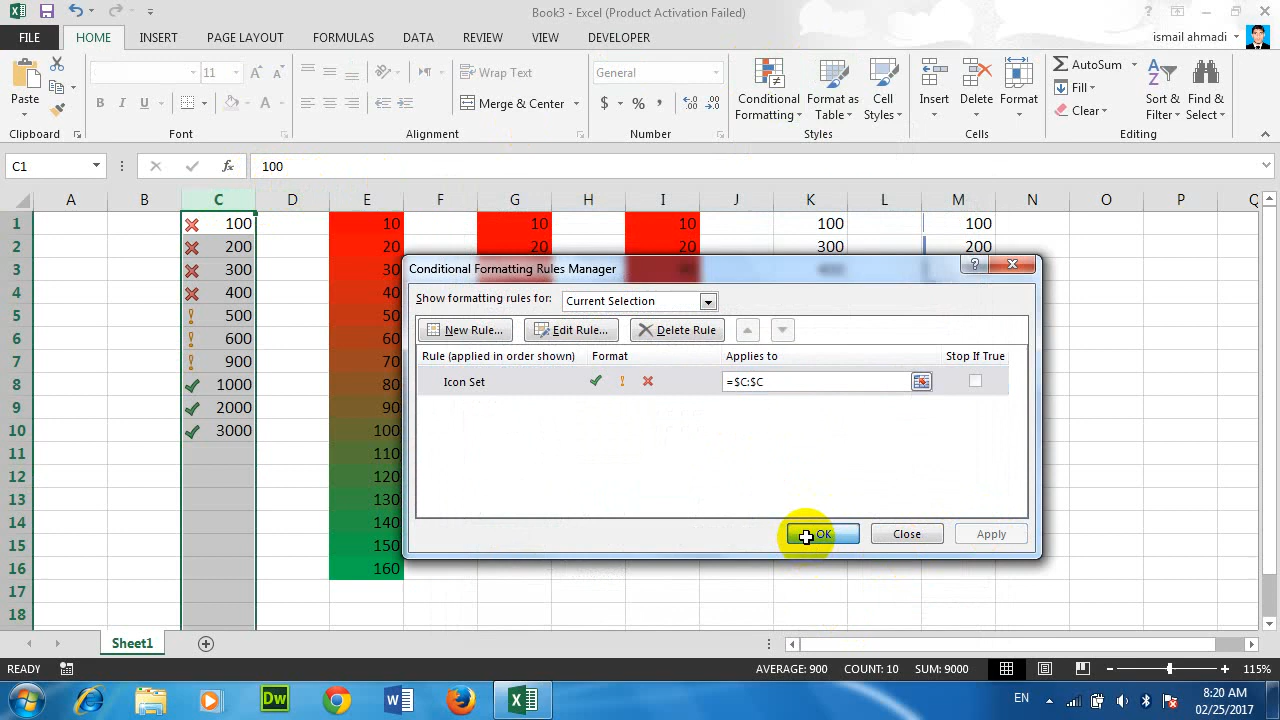 Book3 - Excel (Product Activation Failed)
FILE HOME INSERT PAGE LAYOUT FORMULAS DATA REVIEW VIEW DEVELOPER ismail ahmadi
Paste
Clipboard
11
B I U A
Font
Wrap Text
Merge & Center
Alignment
General
$ % ,
Number
Conditional Formatting
Format as Table
Cell Styles
Styles
Insert Delete Format
Cells
AutoSum
Fill
Clear
Sort & Filter
Find & Select
Editing
C1 fx 100
A B C D E F G H I J K L M N O P Q
1 100 10 10 10 100 100
2 200 20 20 20 300 200
3 300 30
4 400 40
5 500 50
6 600 60
7 900 70
8 1000 80
9 2000 90
10 3000 100
11 110
12 120
13 130
14 140
15 150
16 160
17
18
Conditional Formatting Rules Manager
Show formatting rules for: Current Selection
New Rule... Edit Rule... Delete Rule
Rule (applied in order shown) Format Applies to Stop If True
Icon Set =$C:$C
OK Close Apply
Sheet1
READY AVERAGE: 900 COUNT: 10 SUM: 9000 115%
Dw
EN
8:20 AM
02/25/2017